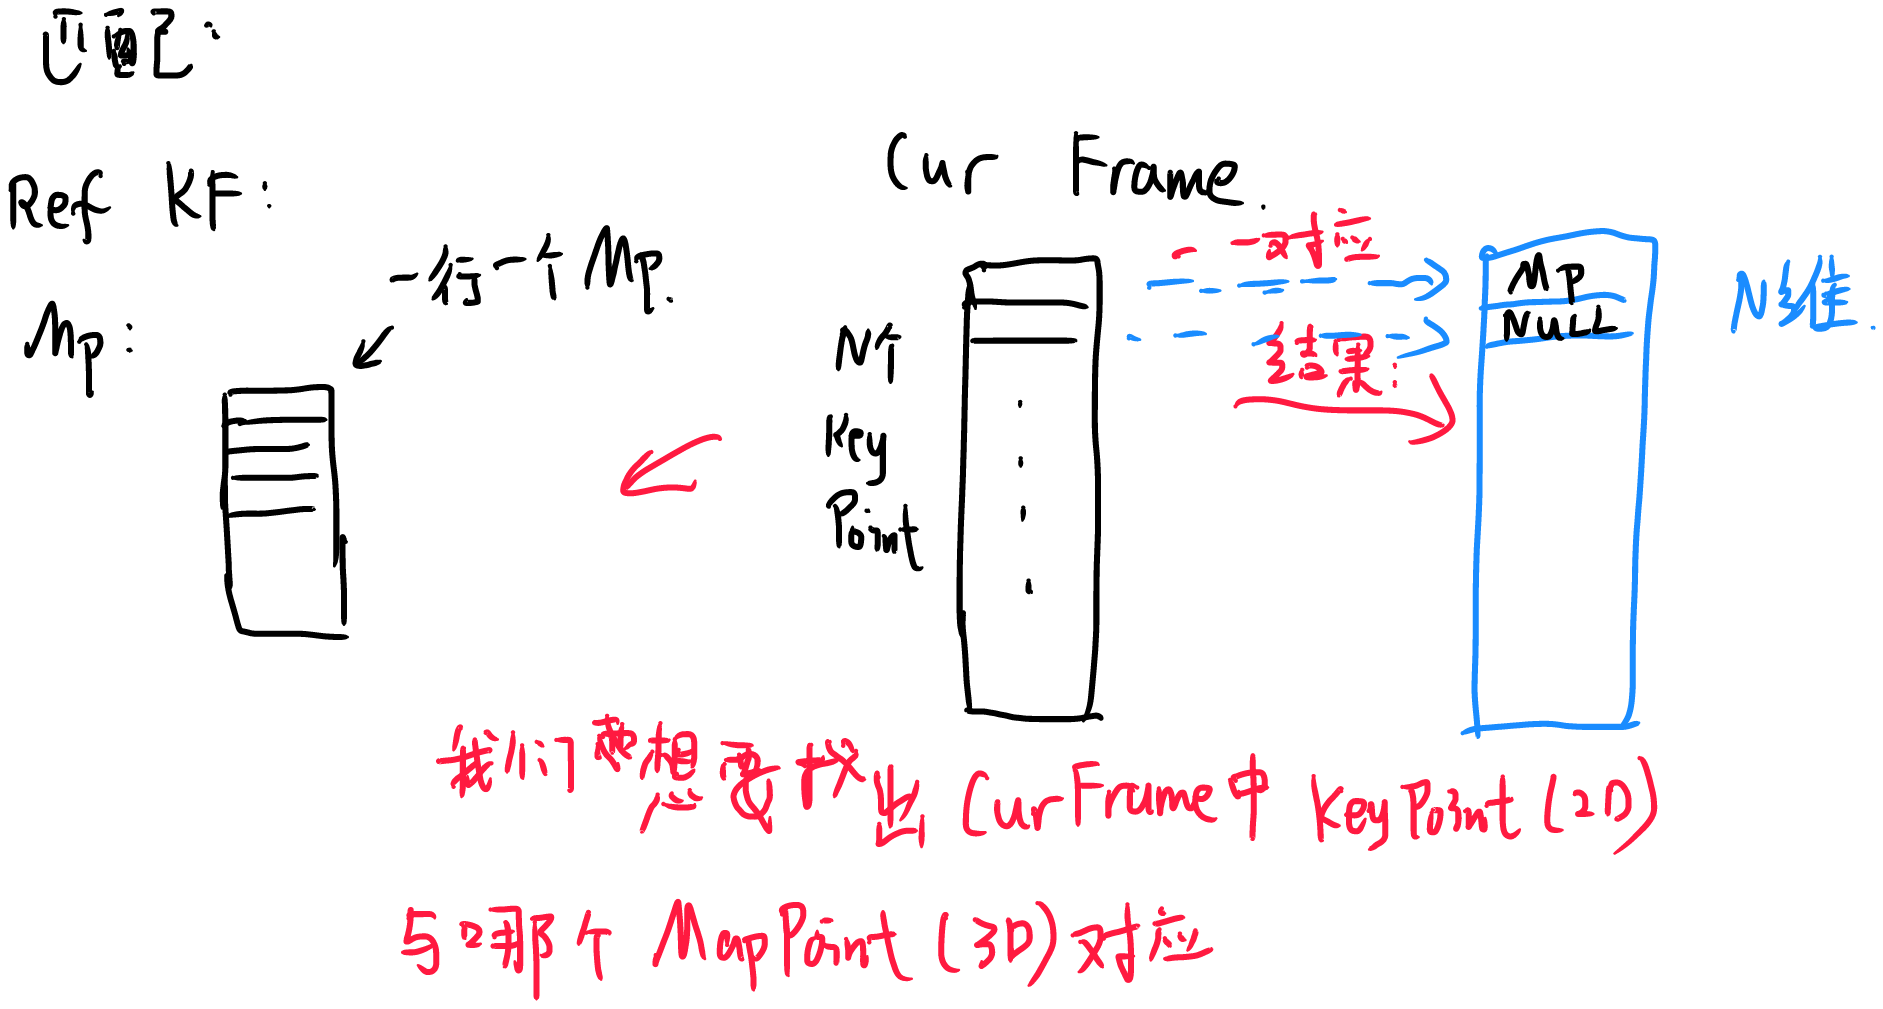 匹配:
Ref KF:
Cur Frame.
一行一个 Mp.
一一对应
Mp
N维.
Mp:
NULL
N个
结果:
Key
Point
我们想要找出 CurFrame中 KeyPoint (2D)
与哪个 MapPoint (3D) 对应